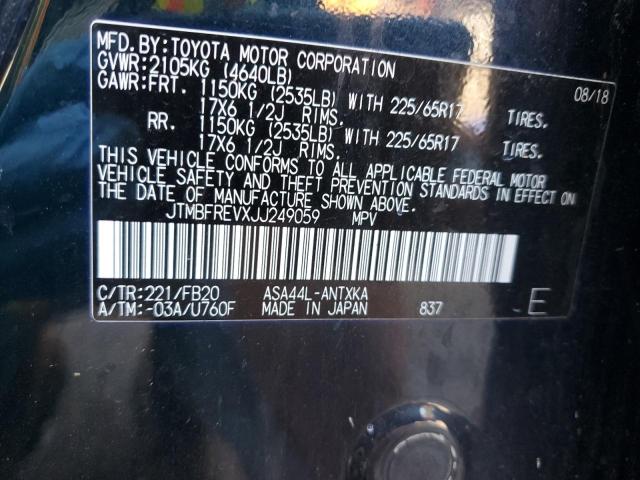 MFD.BY:TOYOTA MOTOR CORPORATION
GVWR:2105KG (4640LB) 08/18
GAWR:FRT. 1150KG (2535LB) WITH 225/65R17 TIRES.
17X6 1/2J RIMS.
RR. 1150KG (2535LB) WITH 225/65R17 TIRES.
17X6 1/2J RIMS.
THIS VEHICLE CONFORMS TO ALL APPLICABLE FEDERAL MOTOR
VEHICLE SAFETY AND THEFT PREVENTION STANDARDS IN EFFECT ON
THE DATE OF MANUFACTURE SHOWN ABOVE.
JTMBFREVXJJ249059 MPV
C/TR:221/FB20 ASA44L-ANTXKA
A/TM:-03A/U760F MADE IN JAPAN 837 E